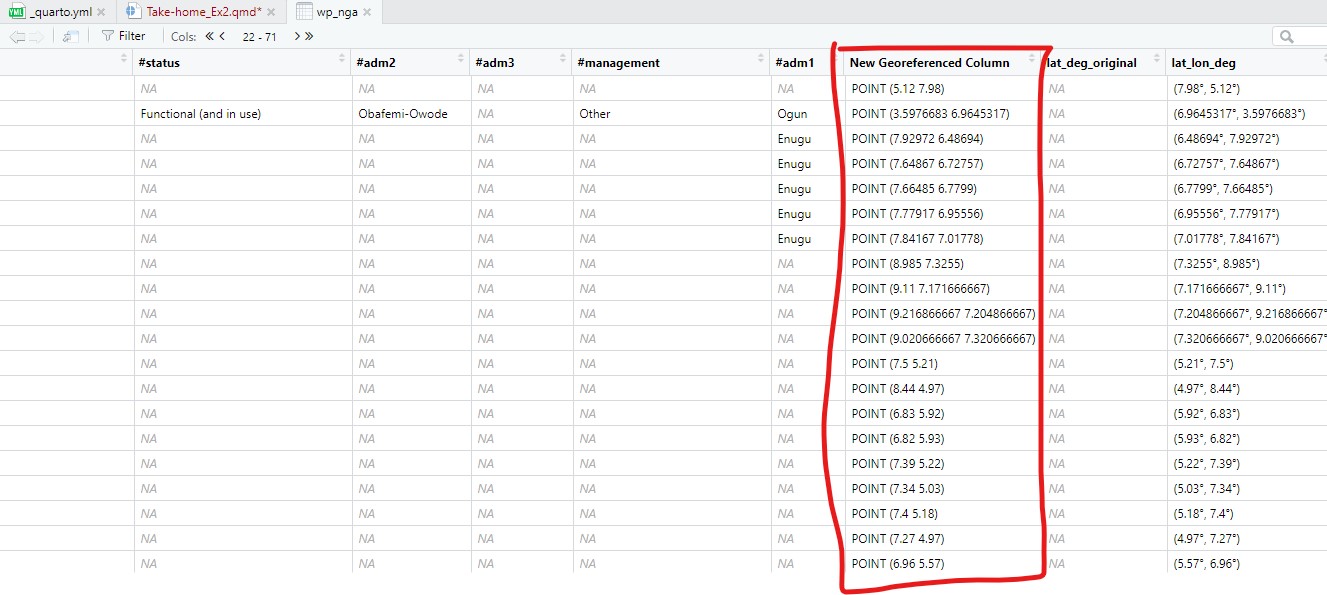 _quarto.yml Take-home_Ex2.qmd* wp_nga
Filter Cols: 22 - 71
#status #adm2 #adm3 #management #adm1 New Georeferenced Column lat_deg_original lat_lon_deg
NA NA NA NA NA POINT (5.12 7.98) NA (7.98°, 5.12°)
Functional (and in use) Obafemi-Owode NA Other Ogun POINT (3.5976683 6.9645317) NA (6.9645317°, 3.5976683°)
NA NA NA NA Enugu POINT (7.92972 6.48694) NA (6.48694°, 7.92972°)
NA NA NA NA Enugu POINT (7.64867 6.72757) NA (6.72757°, 7.64867°)
NA NA NA NA Enugu POINT (7.66485 6.7799) NA (6.7799°, 7.66485°)
NA NA NA NA Enugu POINT (7.77917 6.95556) NA (6.95556°, 7.77917°)
NA NA NA NA Enugu POINT (7.84167 7.01778) NA (7.01778°, 7.84167°)
NA NA NA NA NA POINT (8.985 7.3255) NA (7.3255°, 8.985°)
NA NA NA NA NA POINT (9.11 7.171666667) NA (7.171666667°, 9.11°)
NA NA NA NA NA POINT (9.216866667 7.204866667) NA (7.204866667°, 9.216866667°
NA NA NA NA NA POINT (9.020666667 7.320666667) NA (7.320666667°, 9.020666667°
NA NA NA NA NA POINT (7.5 5.21) NA (5.21°, 7.5°)
NA NA NA NA NA POINT (8.44 4.97) NA (4.97°, 8.44°)
NA NA NA NA NA POINT (6.83 5.92) NA (5.92°, 6.83°)
NA NA NA NA NA POINT (6.82 5.93) NA (5.93°, 6.82°)
NA NA NA NA NA POINT (7.39 5.22) NA (5.22°, 7.39°)
NA NA NA NA NA POINT (7.34 5.03) NA (5.03°, 7.34°)
NA NA NA NA NA POINT (7.4 5.18) NA (5.18°, 7.4°)
NA NA NA NA NA POINT (7.27 4.97) NA (4.97°, 7.27°)
NA NA NA NA NA POINT (6.96 5.57) NA (5.57°, 6.96°)